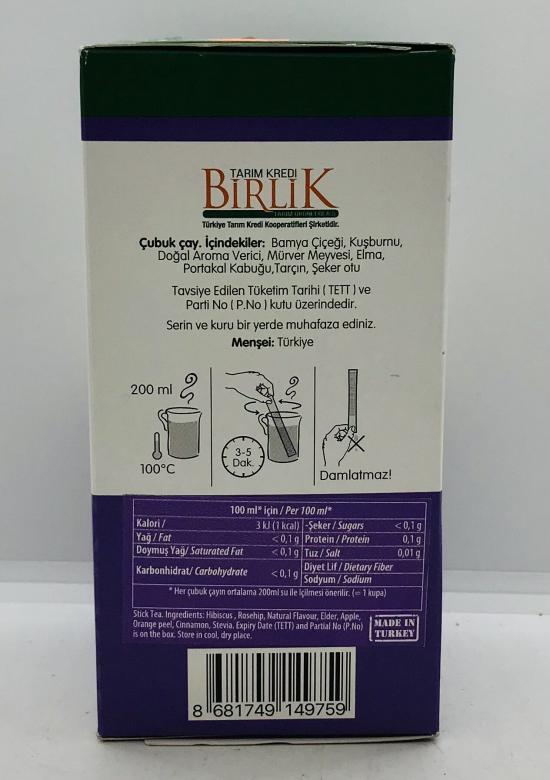 TARIM KREDİ
BİRLİK
TARIM ÜRÜNLERİ A.Ş
Türkiye Tarım Kredi Kooperatifleri Şirketidir.
Çubuk çay. İçindekiler: Bamya Çiçeği, Kuşburnu,
Doğal Aroma Verici, Mürver Meyvesi, Elma,
Portakal Kabuğu,Tarçın, Şeker otu
Tavsiye Edilen Tüketim Tarihi ( TETT ) ve
Parti No ( P.No ) kutu üzerindedir.
Serin ve kuru bir yerde muhafaza ediniz.
Menşei: Türkiye
200 ml
100°C
3-5
Dak.
Damlatmaz!
100 ml* için / Per 100 ml*
Kalori / 3 kJ (1 kcal)
Yağ / Fat < 0,1 g
Doymuş Yağ/ Saturated Fat < 0,1 g
Karbonhidrat/ Carbohydrate < 0,1 g
-Şeker / Sugars < 0,1 g
Protein / Protein 0,1 g
Tuz / Salt 0,01 g
Diyet Lif / Dietary Fiber
Sodyum / Sodium
* Her çubuk çayın ortalama 200ml su ile içilmesi önerilir. (= 1 kupa)
Stick Tea. Ingredients: Hibiscus , Rosehip, Natural Flavour, Elder, Apple,
Orange peel, Cinnamon, Stevia. Expiry Date (TETT) and Partial No (P.No)
is on the box. Store in cool, dry place.
MADE IN
TURKEY
8 681749 149759